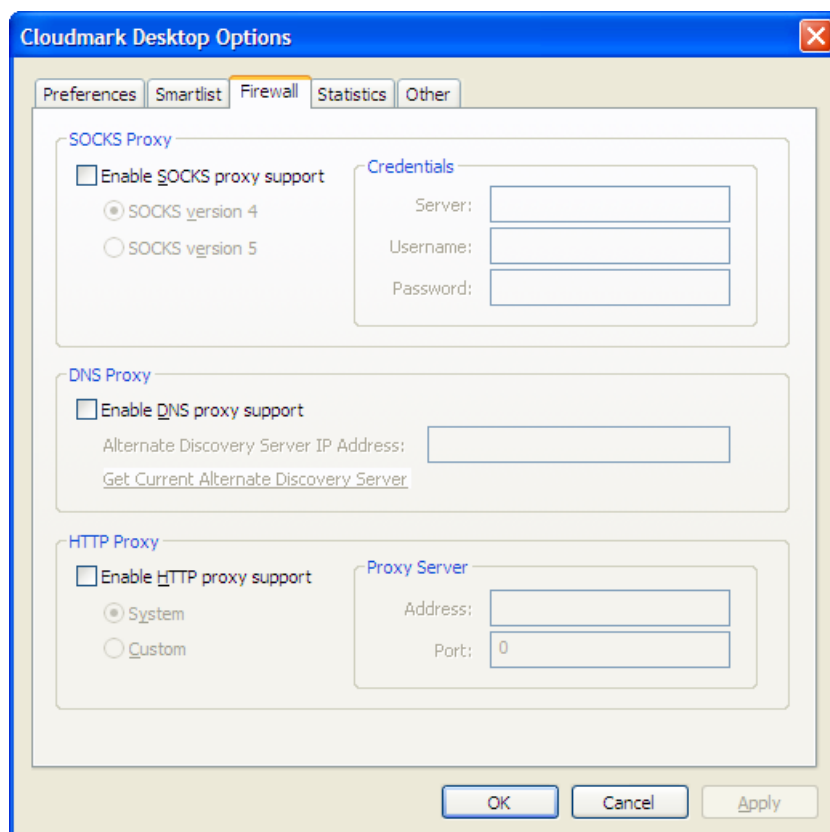 Cloudmark Desktop Options
Preferences Smartlist Firewall Statistics Other
SOCKS Proxy
Enable SOCKS proxy support
SOCKS version 4
SOCKS version 5
Credentials
Server:
Username:
Password:
DNS Proxy
Enable DNS proxy support
Alternate Discovery Server IP Address:
Get Current Alternate Discovery Server
HTTP Proxy
Enable HTTP proxy support
System
Custom
Proxy Server
Address:
Port: 0
OK Cancel Apply